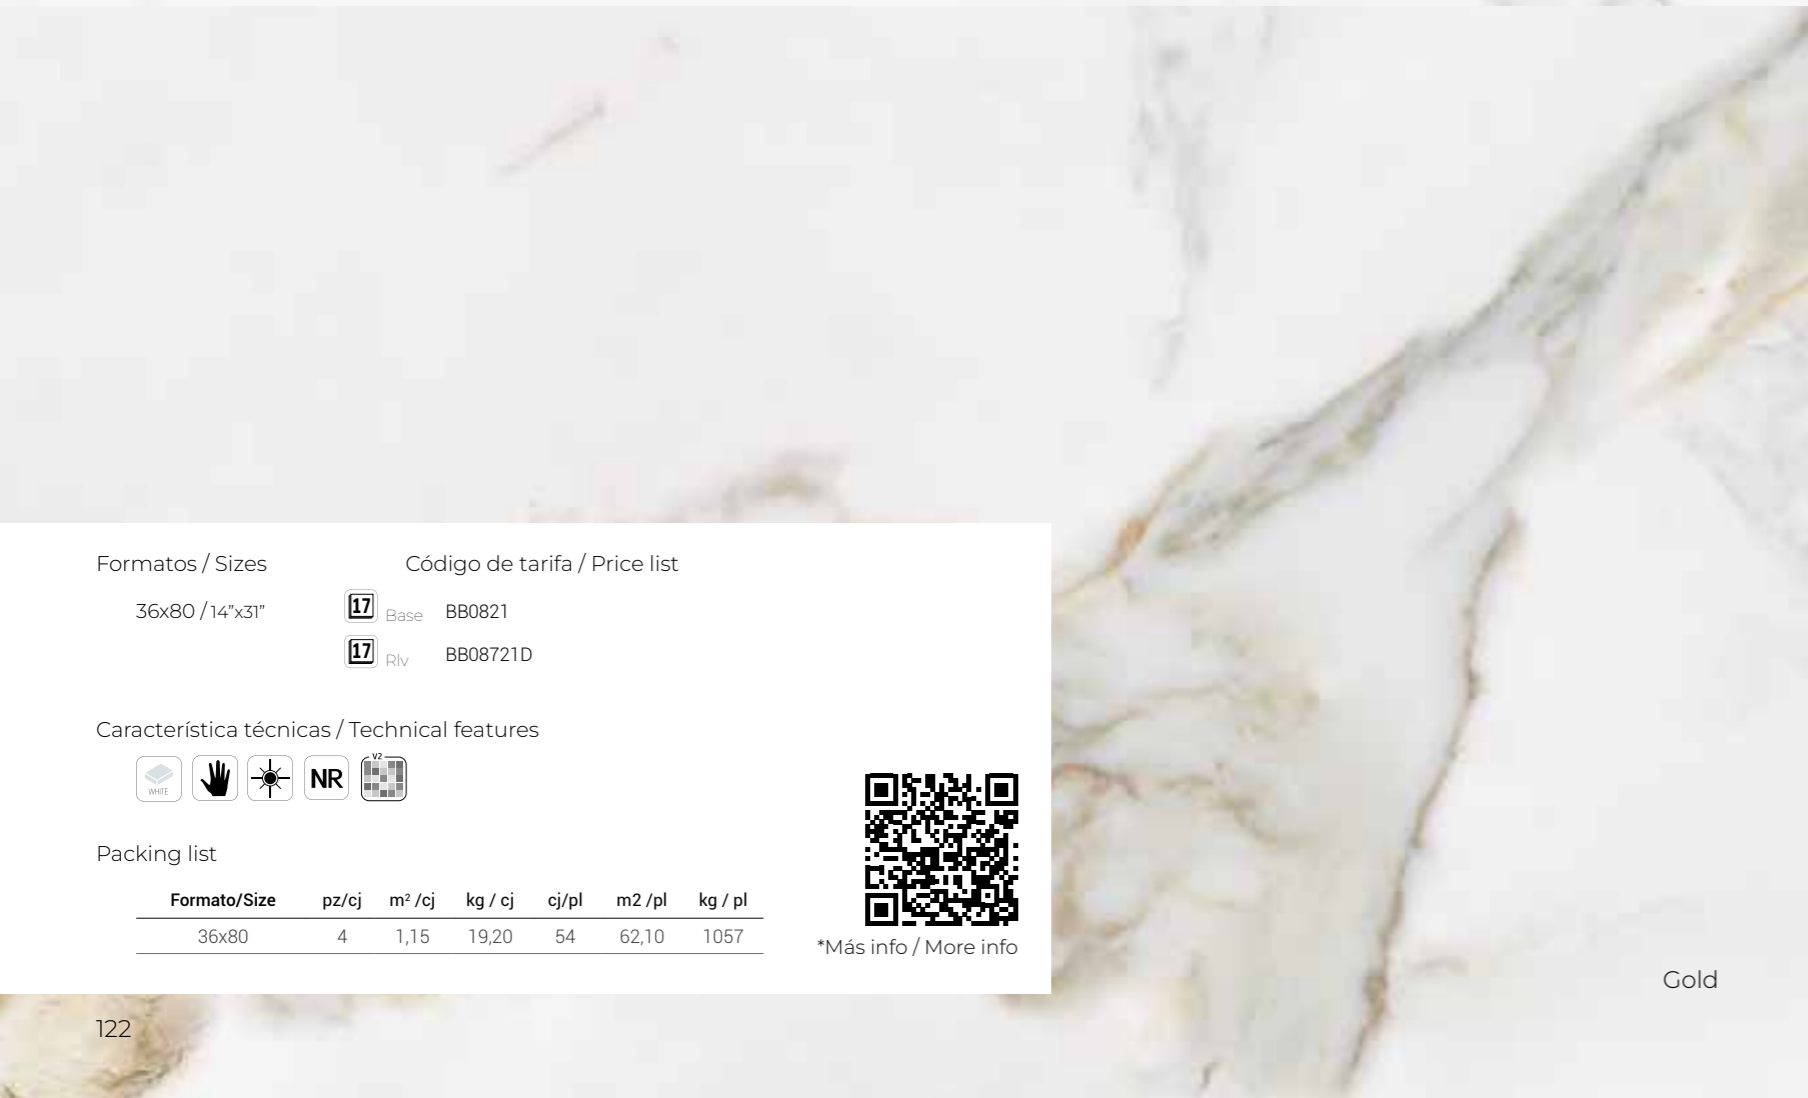 Formatos / Sizes
Código de tarifa / Price list
36x80 / 14”x31”
17 Base BB0821
17 Rlv BB08721D
Característica técnicas / Technical features
WHITE
NR
V2
Packing list
Formato/Size pz/cj m² /cj kg / cj cj/pl m2 /pl kg / pl
36x80 4 1,15 19,20 54 62,10 1057
*Más info / More info
Gold
122